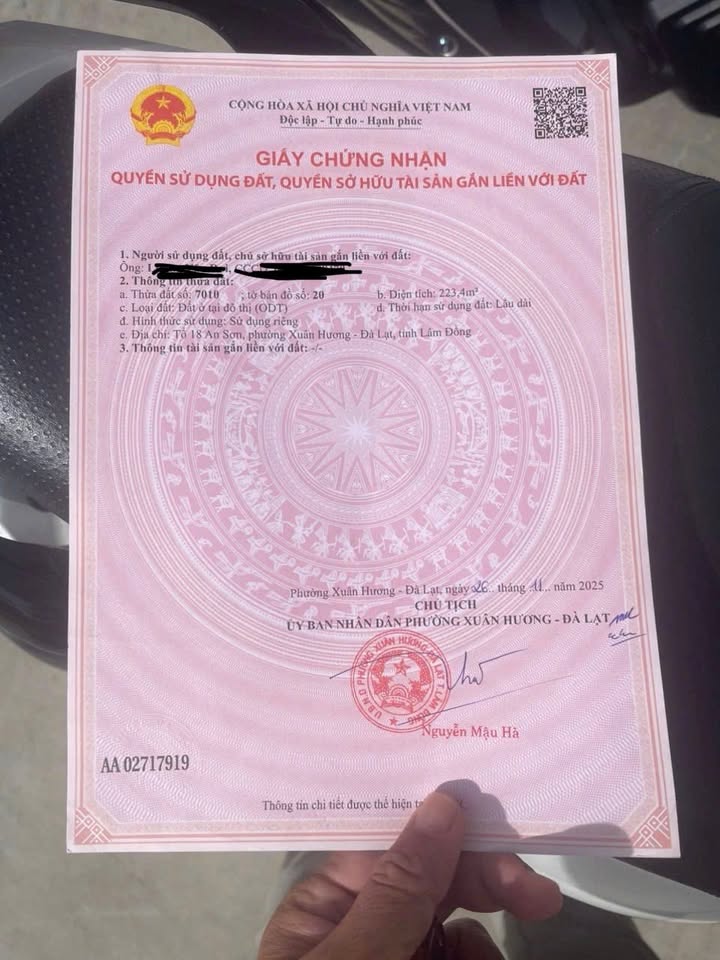 CỘNG HÒA XÃ HỘI CHỦ NGHĨA VIỆT NAM
Độc lập - Tự do - Hạnh phúc
GIẤY CHỨNG NHẬN
QUYỀN SỬ DỤNG ĐẤT, QUYỀN SỞ HỮU TÀI SẢN GẮN LIỀN VỚI ĐẤT
1. Người sử dụng đất, chủ sở hữu tài sản gắn liền với đất:
Ông:
2. Thông tin thửa đất:
a. Thửa đất số: 7010 ; tờ bản đồ số: 20 b. Diện tích: 223,4m²
c. Loại đất: Đất ở tại đô thị (ODT) d. Thời hạn sử dụng đất: Lâu dài
đ. Hình thức sử dụng: Sử dụng riêng
e. Địa chỉ: Tổ 18 An Sơn, phường Xuân Hương - Đà Lạt, tỉnh Lâm Đồng
3. Thông tin tài sản gắn liền với đất: -/-
Phường Xuân Hương - Đà Lạt, ngày 26.. tháng .11.. năm 2025
CHỦ TỊCH
ỦY BAN NHÂN DÂN PHƯỜNG XUÂN HƯƠNG - ĐÀ LẠT
U.B.N.D PHƯỜNG XUÂN HƯƠNG-ĐÀ LẠT T.LÂM ĐỒNG
Nguyễn Mậu Hà
AA 02717919
Thông tin chi tiết được thể hiện